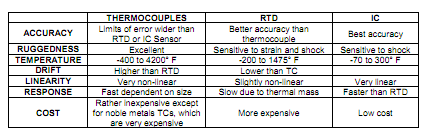 THERMOCOUPLES RTD IC
ACCURACY Limits of error wider than RTD or IC Sensor Better accuracy than thermocouple Best accuracy
RUGGEDNESS Excellent Sensitive to strain and shock Sensitive to shock
TEMPERATURE -400 to 4200° F -200 to 1475° F -70 to 300° F
DRIFT Higher than RTD Lower than TC
LINEARITY Very non-linear Slightly non-linear Very linear
RESPONSE Fast dependent on size Slow due to thermal mass Faster than RTD
COST Rather inexpensive except for noble metals TCs, which are very expensive More expensive Low cost